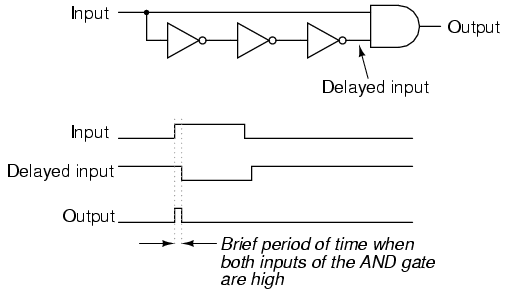 Input
Output
Delayed input
Input
Delayed input
Output
Brief period of time when
both inputs of the AND gate
are high